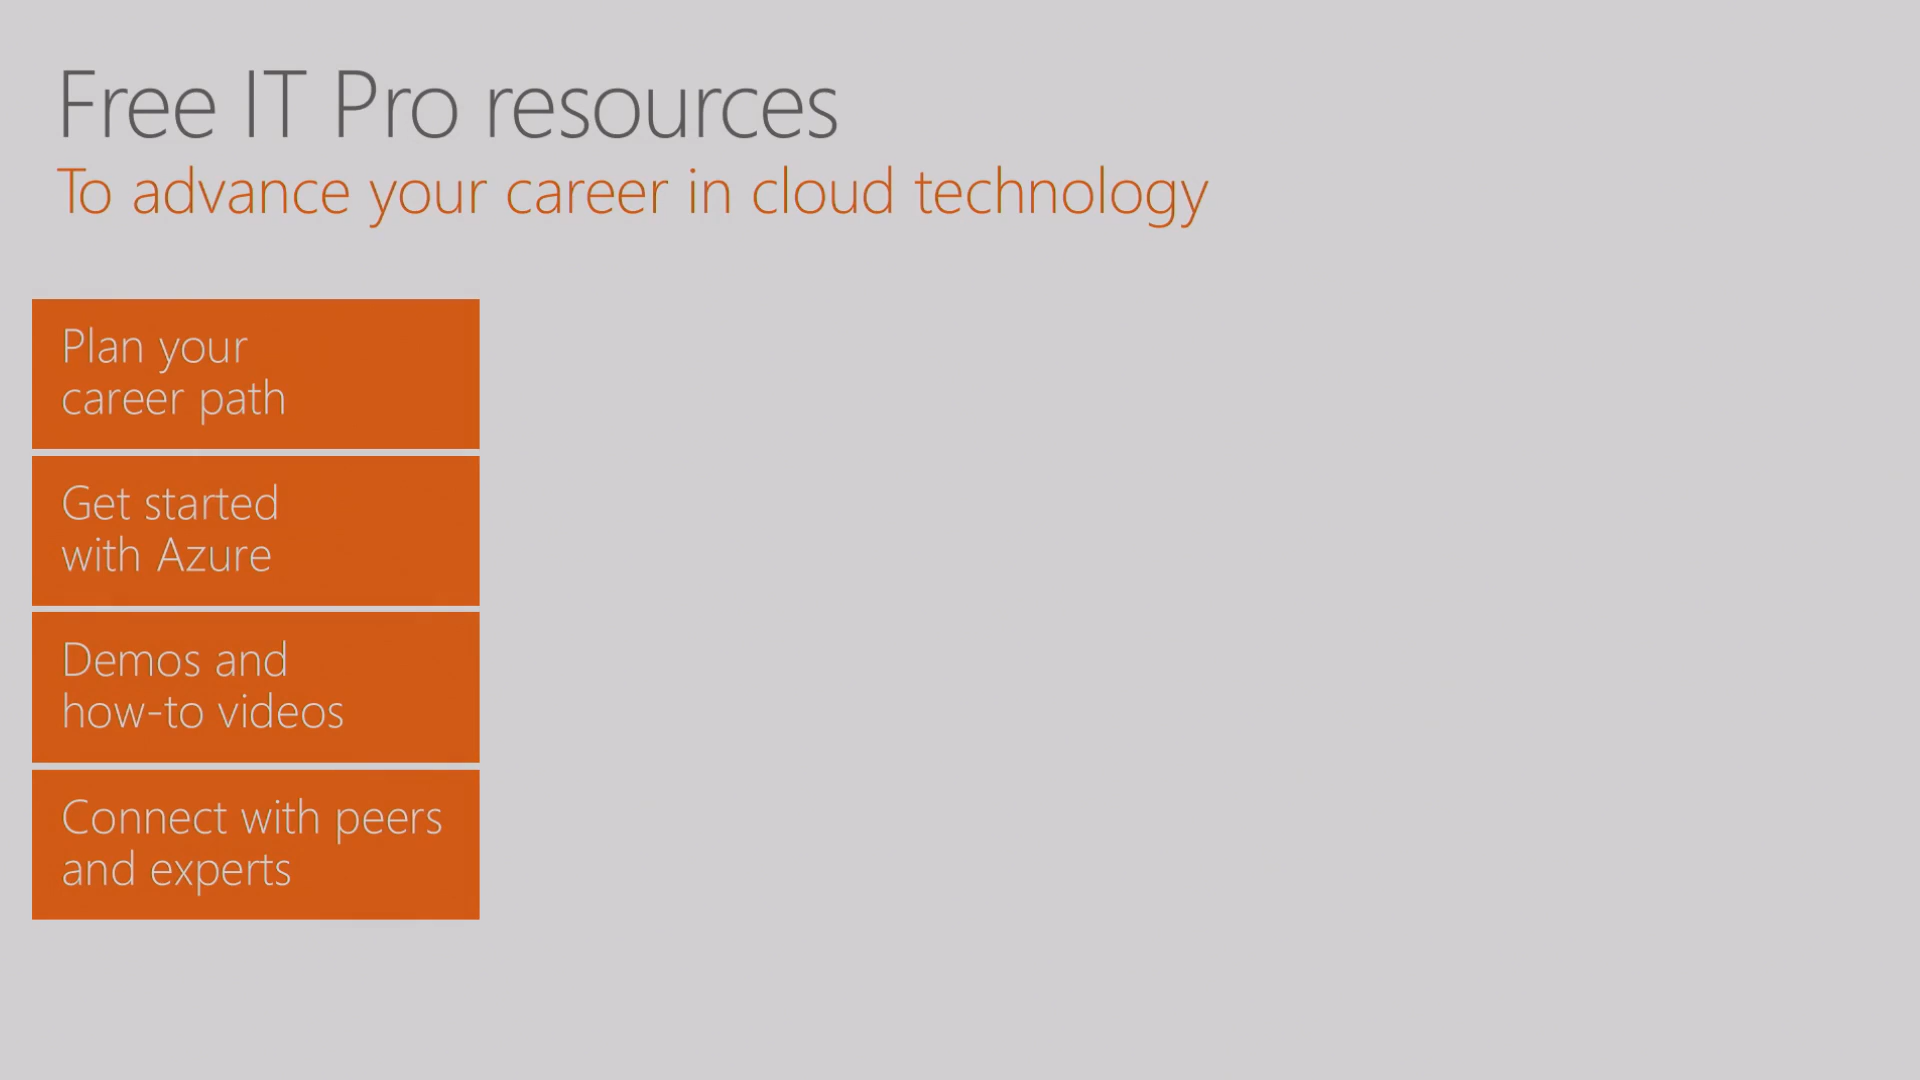 Free IT Pro resources
To advance your career in cloud technology
Plan your
career path
Get started
with Azure
Demos and
how-to videos
Connect with peers
and experts